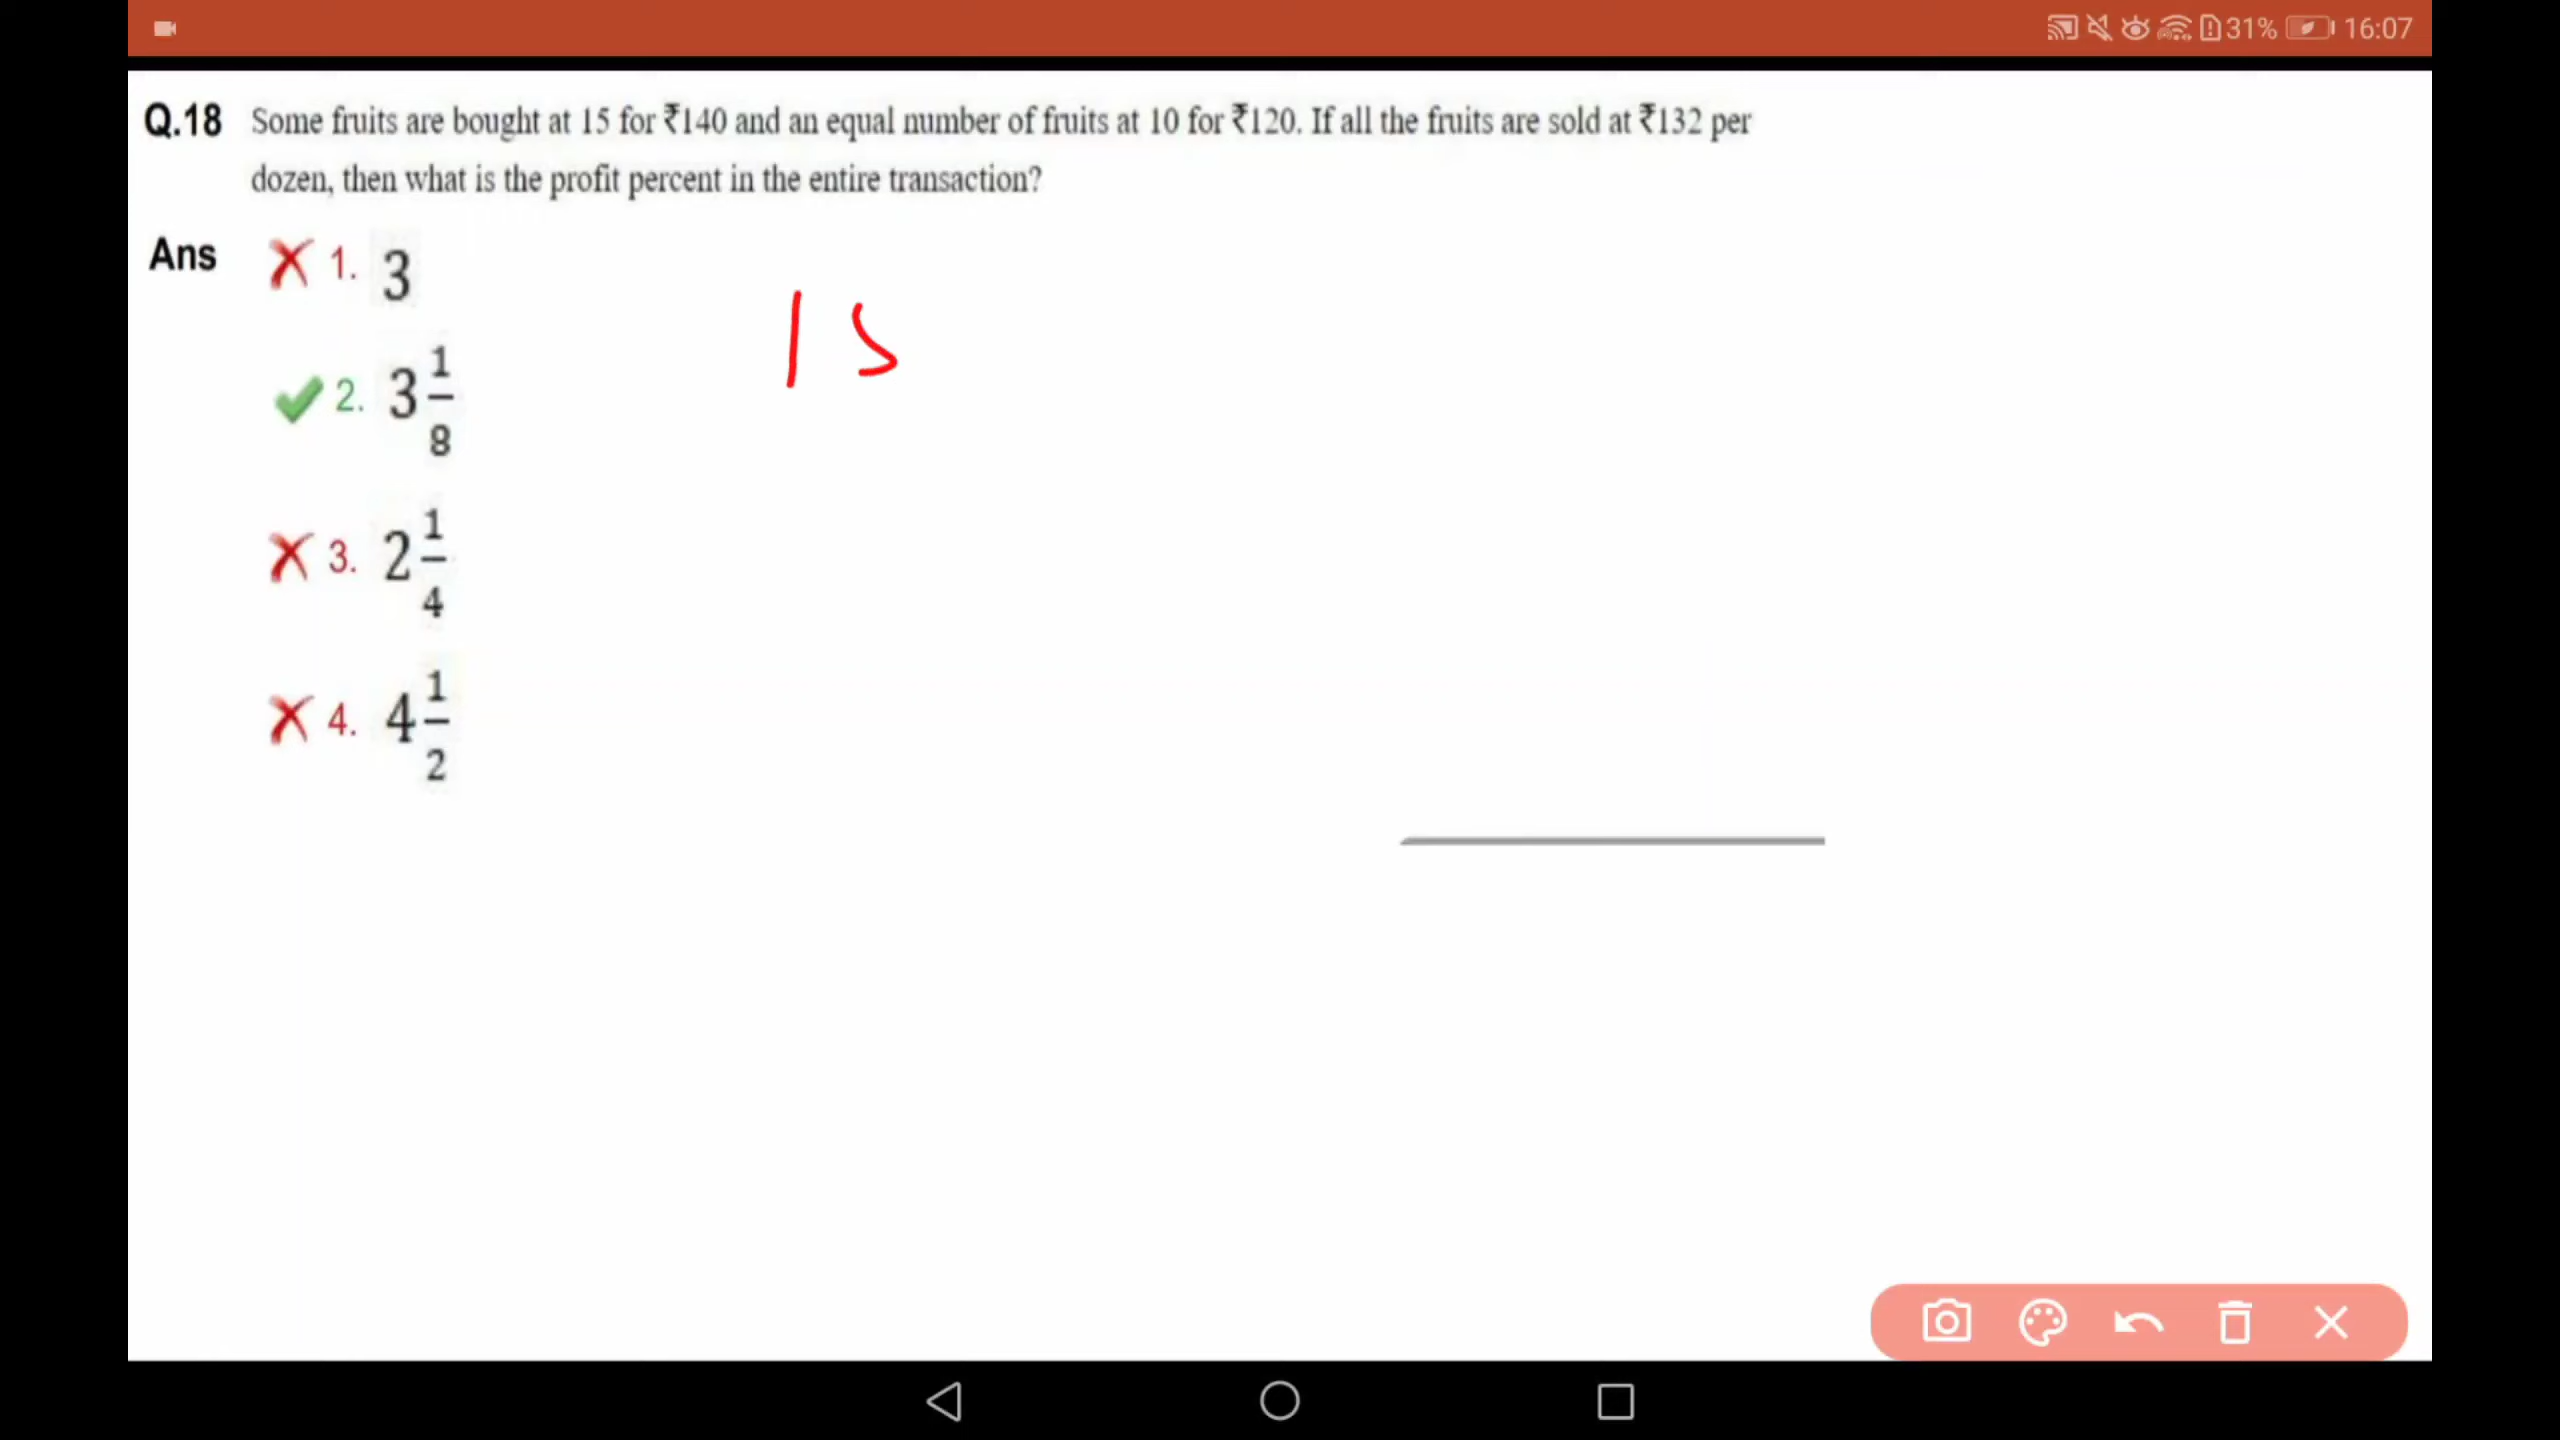 31% 16:07
Q.18 Some fruits are bought at 15 for ₹140 and an equal number of fruits at 10 for ₹120. If all the fruits are sold at ₹132 per
dozen, then what is the profit percent in the entire transaction?
Ans 1. 3
2. 3 1/8
3. 2 1/4
4. 4 1/2
15